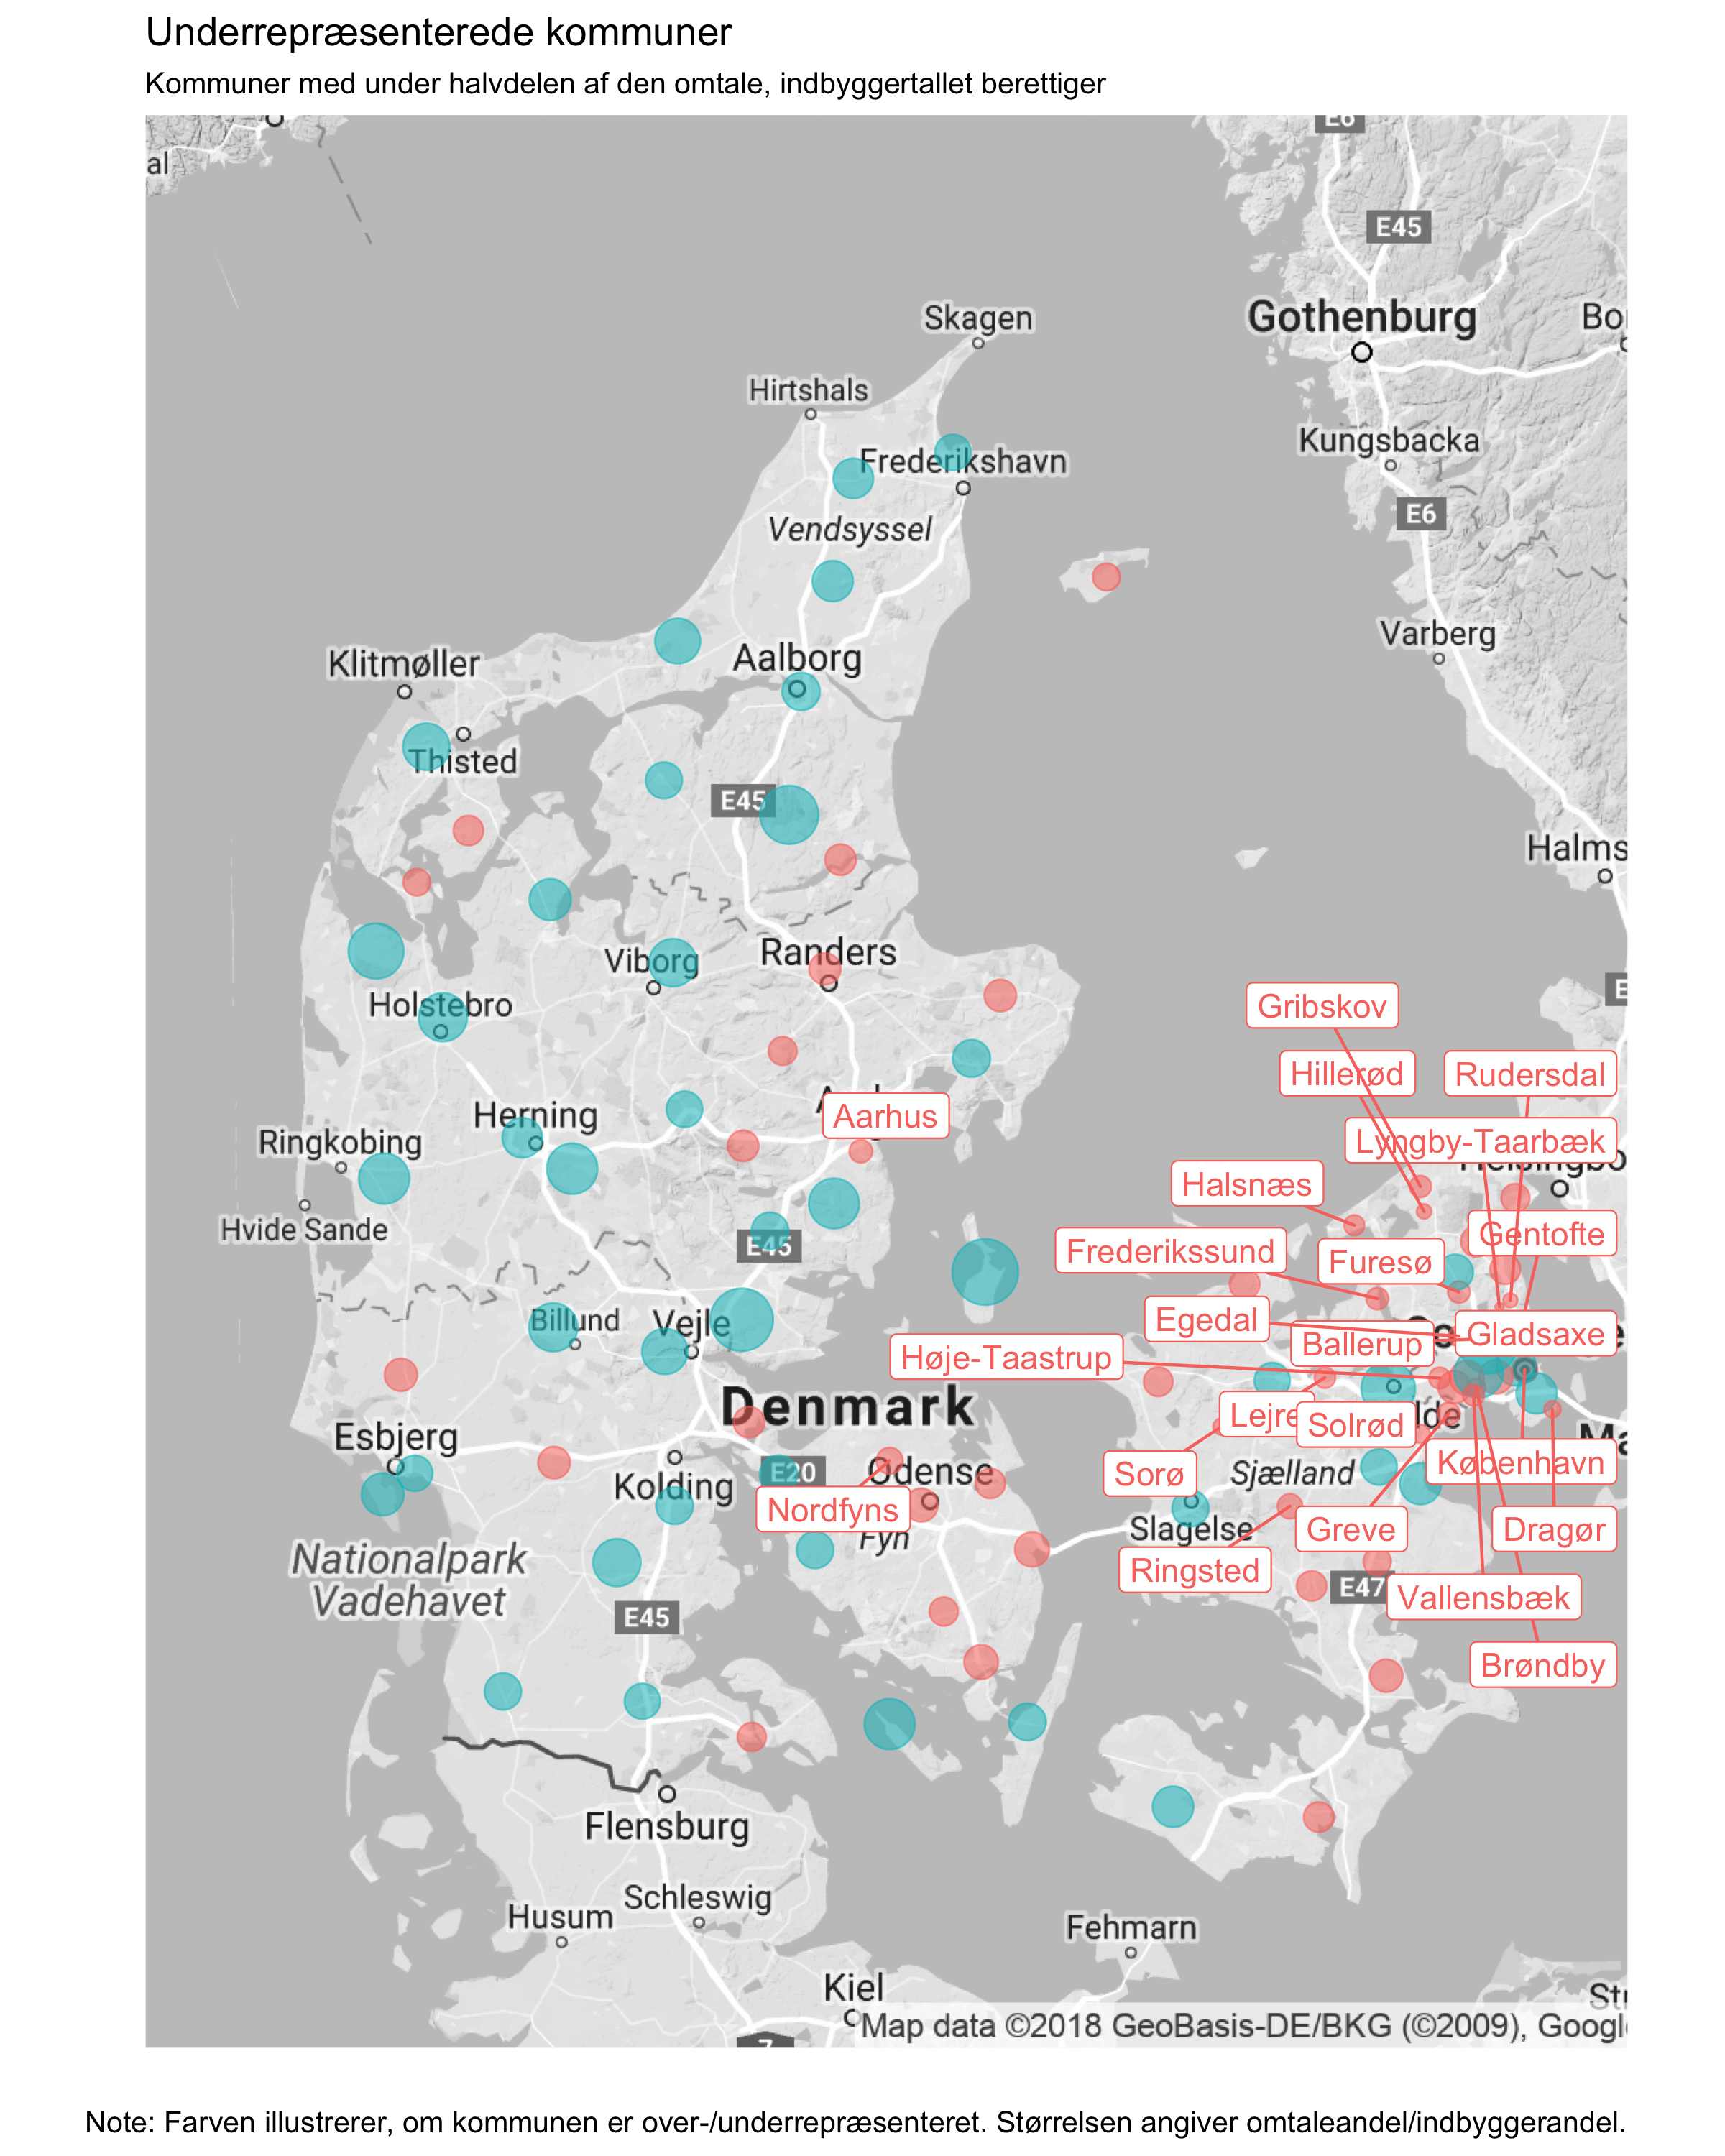 Underrepræsenterede kommuner
Kommuner med under halvdelen af den omtale, indbyggertallet berettiger
E6
al
E45
Gothenburg
Skagen
Hirtshals
Kungsbacka
Frederikshavn
E6
Vendsyssel
Varberg
Klitmøller
Aalborg
Thisted
E45
Halms
Viborg
Randers
Holstebro
Gribskov
Hillerød
Rudersdal
Herning
Aarhus
Ringkobing
Lyngby-Taarbæk
Halsnæs
Hvide Sande
E45
Gentofte
Frederikssund
Furesø
Billund
Vejle
Egedal
Gladsaxe
Ballerup
Høje-Taastrup
Denmark
Lejre
Solrød
Esbjerg
København
E20
Odense
Sorø
Sjælland
Kolding
Nordfyns
Fyn
Slagelse
Greve
Dragør
Nationalpark
Vadehavet
Ringsted
E47
Vallensbæk
E45
Brøndby
Flensburg
Schleswig
Husum
Fehmarn
Kiel
Map data ©2018 GeoBasis-DE/BKG (©2009), Googl
7
Note: Farven illustrerer, om kommunen er over-/underrepræsenteret. Størrelsen angiver omtaleandel/indbyggerandel.